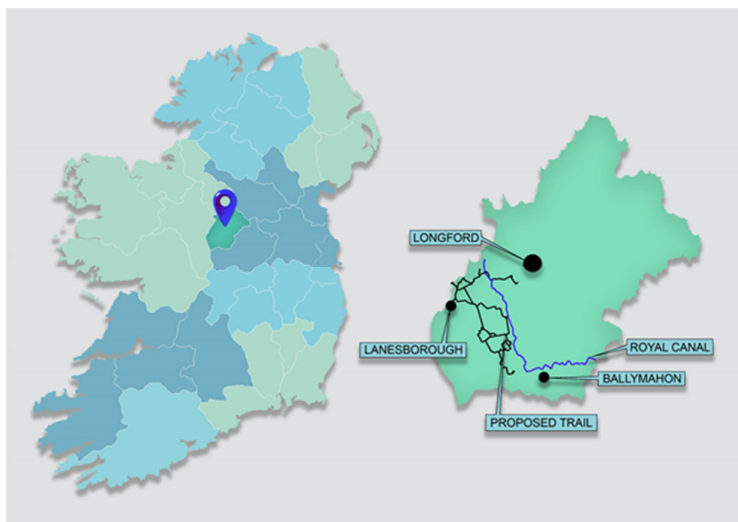 LONGFORD
LANESBOROUGH
ROYAL CANAL
BALLYMAHON
PROPOSED TRAIL